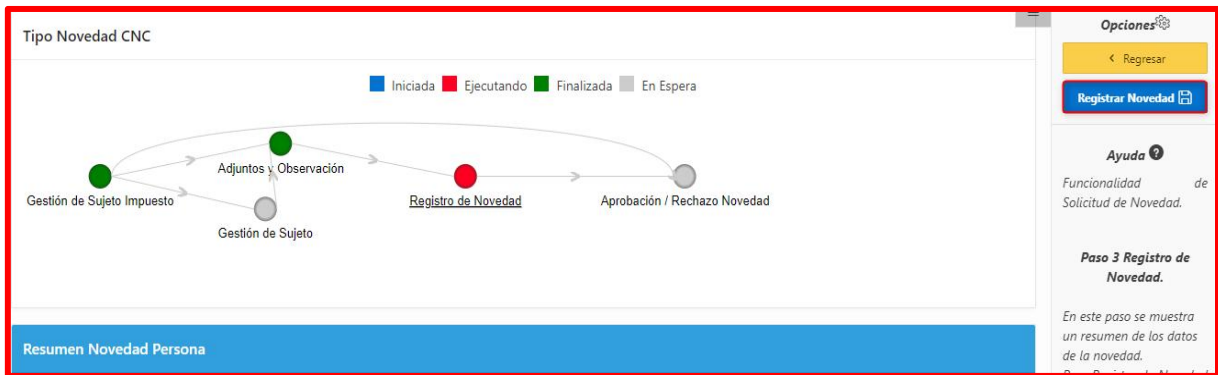 Tipo Novedad CNC
Iniciada Ejecutando Finalizada En Espera
Adjuntos y Observación
Gestión de Sujeto Impuesto
Registro de Novedad
Aprobación / Rechazo Novedad
Gestión de Sujeto
Resumen Novedad Persona
Opciones
< Regresar
Registrar Novedad
Ayuda
Funcionalidad de
Solicitud de Novedad.
Paso 3 Registro de
Novedad.
En este paso se muestra
un resumen de los datos
de la novedad.